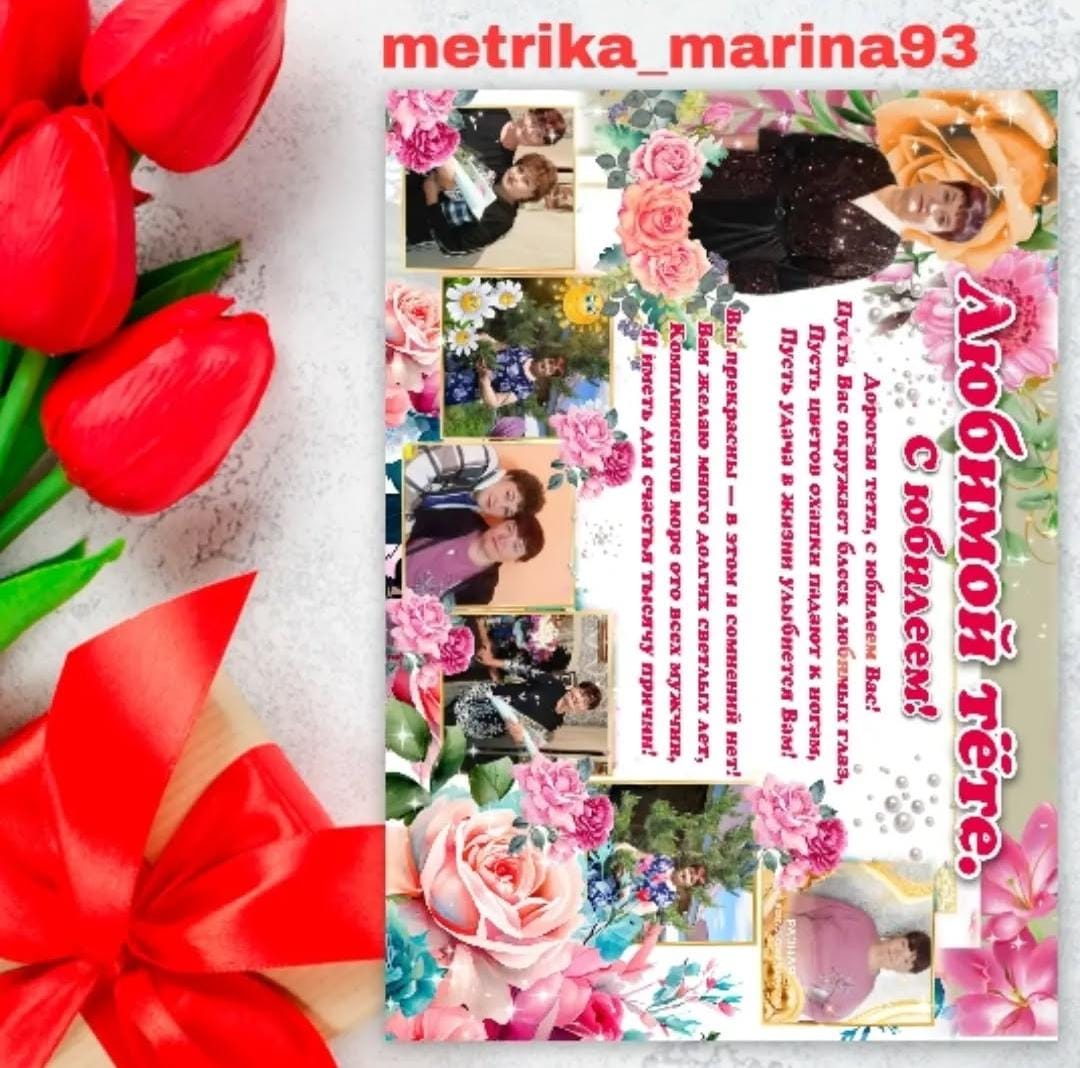 metrika_marina93
Любимой тёте.
с юбилеем!
Дорогая тетя, с юбилеем Вас!
Пусть Вас окружает блеск любимых глаз,
Пусть цветов охапки падают к ногам,
Пусть удача в жизни улыбнется Вам!
Вы прекрасны — в этом и сомнений нет!
Вам желаю много долгих светлых лет,
Комплиментов море ото всех мужчин,
И иметь для счастья тысячу причин!